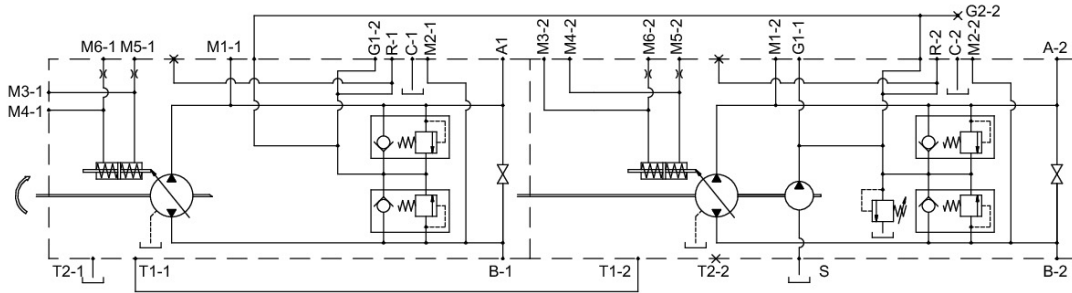 G2-2
M6-1 M5-1 M1-1 G1-2 R-1 C-1 M2-1 A1 M3-2 M4-2 M6-2 M5-2 M1-2 G1-1 R-2 C-2 M2-2 A-2
M3-1
M4-1
T2-1 T1-1 B-1 T1-2 T2-2 S B-2